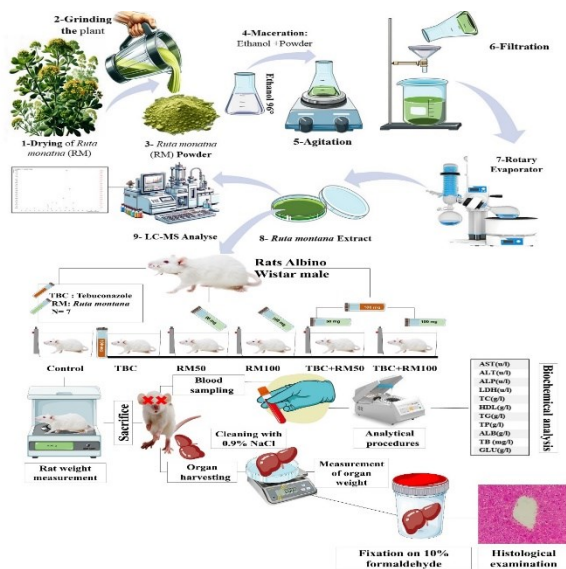 2-Grinding
the plant
4-Maceration:
Ethanol +Powder
6-Filtration
Ethanol 96°
1-Drying of Ruta
monatna (RM)
3- Ruta monatna
(RM) Powder
5-Agitation
7-Rotary
Evaporator
9- LC-MS Analyse
8- Ruta montana Extract
Rats Albino
Wistar male
TBC : Tebuconazole
RM: Ruta montana
N= 7
50 mg
100 mg
Control
TBC
RM50
RM100
TBC+RM50
TBC+RM100
Blood
sampling
Sacrifice
Rat weight
measurement
Cleaning with
0.9% NaCl
Analytical
procedures
AST(u/l)
ALT(u/l)
ALP(u/l)
LDH(u/l)
TC(g/l)
HDL(g/l)
TG(g/l)
TP(g/l)
ALB(g/l)
TB (mg/l)
GLU(g/l)
Biochemical analysis
Organ
harvesting
Measurement
of organ
weight
Fixation on 10%
formaldehyde
Histological
examination